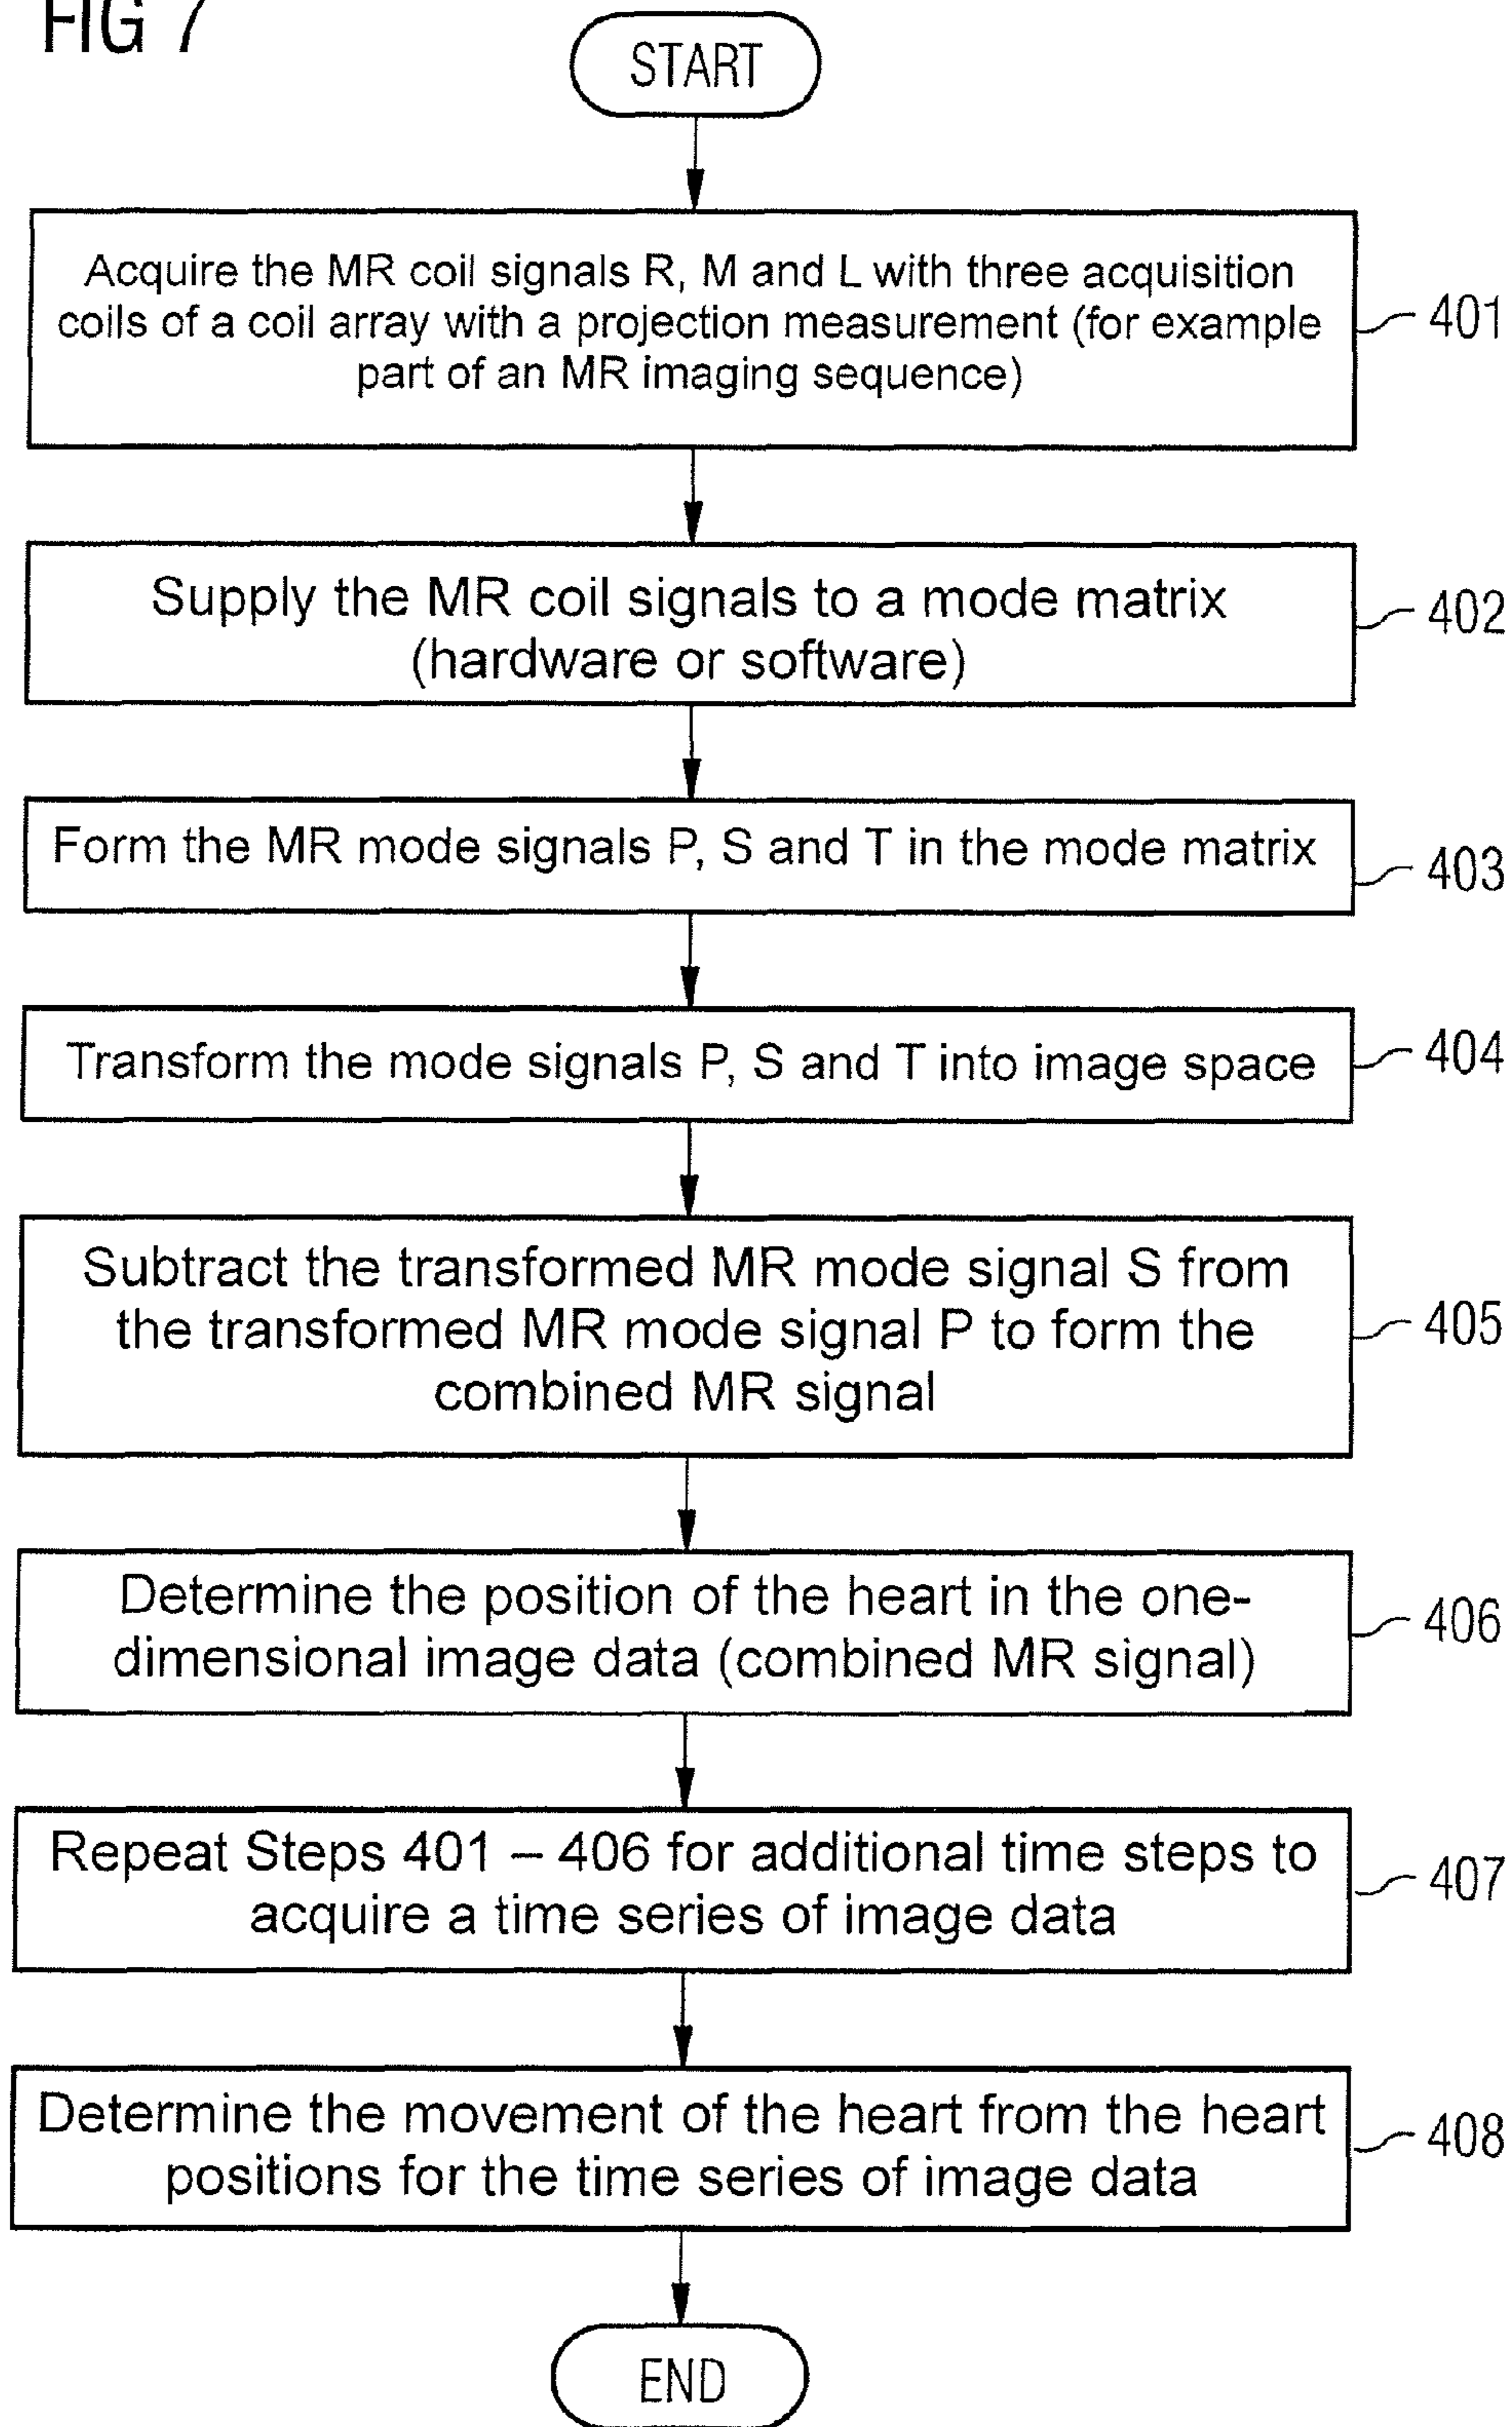 FIG 7
START
Acquire the MR coil signals R, M and L with three acquisition
coils of a coil array with a projection measurement (for example
part of an MR imaging sequence)
401
Supply the MR coil signals to a mode matrix
(hardware or software)
402
Form the MR mode signals P, S and T in the mode matrix
403
Transform the mode signals P, S and T into image space
404
Subtract the transformed MR mode signal S from
the transformed MR mode signal P to form the
combined MR signal
405
Determine the position of the heart in the one-
dimensional image data (combined MR signal)
406
Repeat Steps 401 – 406 for additional time steps to
acquire a time series of image data
407
Determine the movement of the heart from the heart
positions for the time series of image data
408
END